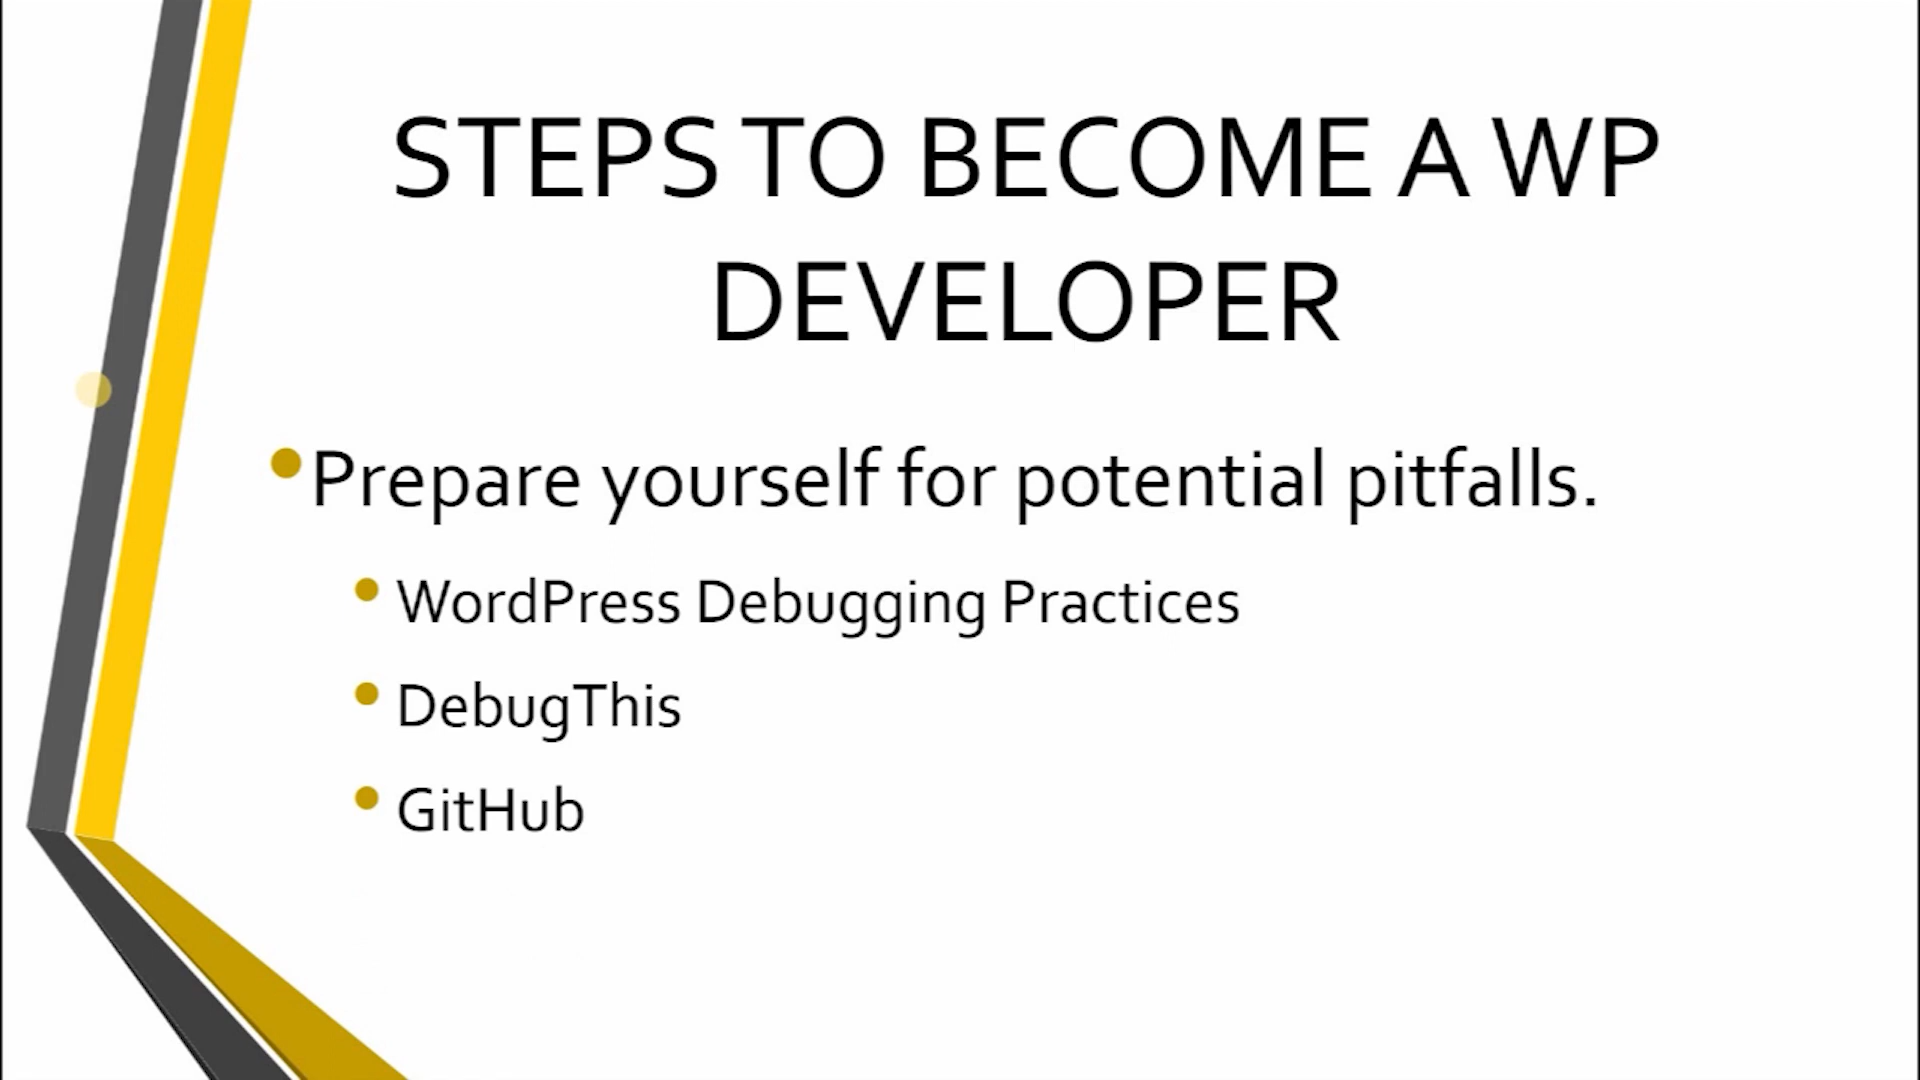 STEPS TO BECOME A WP
DEVELOPER
Prepare yourself for potential pitfalls.
WordPress Debugging Practices
DebugThis
GitHub